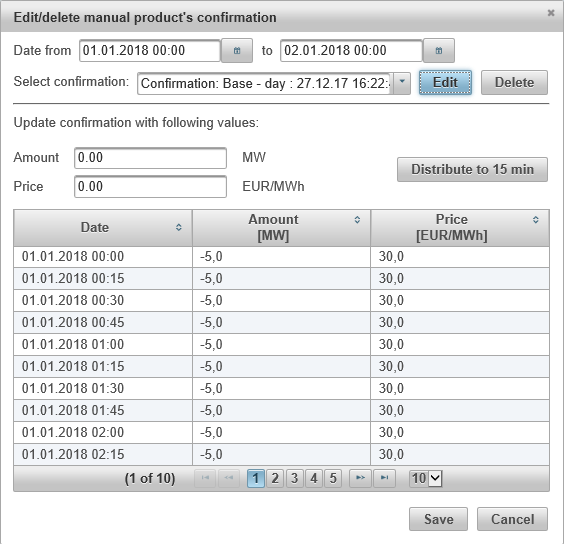 Edit/delete manual product's confirmation
Date from 01.01.2018 00:00 to 02.01.2018 00:00
Select confirmation: Confirmation: Base - day : 27.12.17 16:22: Edit Delete
Update confirmation with following values:
Amount 0.00 MW
Distribute to 15 min
Price 0.00 EUR/MWh
Date Amount [MW] Price [EUR/MWh]
01.01.2018 00:00 -5,0 30,0
01.01.2018 00:15 -5,0 30,0
01.01.2018 00:30 -5,0 30,0
01.01.2018 00:45 -5,0 30,0
01.01.2018 01:00 -5,0 30,0
01.01.2018 01:15 -5,0 30,0
01.01.2018 01:30 -5,0 30,0
01.01.2018 01:45 -5,0 30,0
01.01.2018 02:00 -5,0 30,0
01.01.2018 02:15 -5,0 30,0
(1 of 10) 1 2 3 4 5 10
Save Cancel